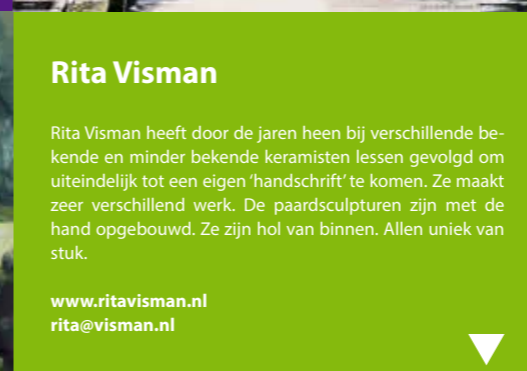 Rita Visman
Rita Visman heeft door de jaren heen bij verschillende be-
kende en minder bekende keramisten lessen gevolgd om
uiteindelijk tot een eigen ‘handschrift’ te komen. Ze maakt
zeer verschillend werk. De paardsculpturen zijn met de
hand opgebouwd. Ze zijn hol van binnen. Allen uniek van
stuk.
www.ritavisman.nl
rita@visman.nl